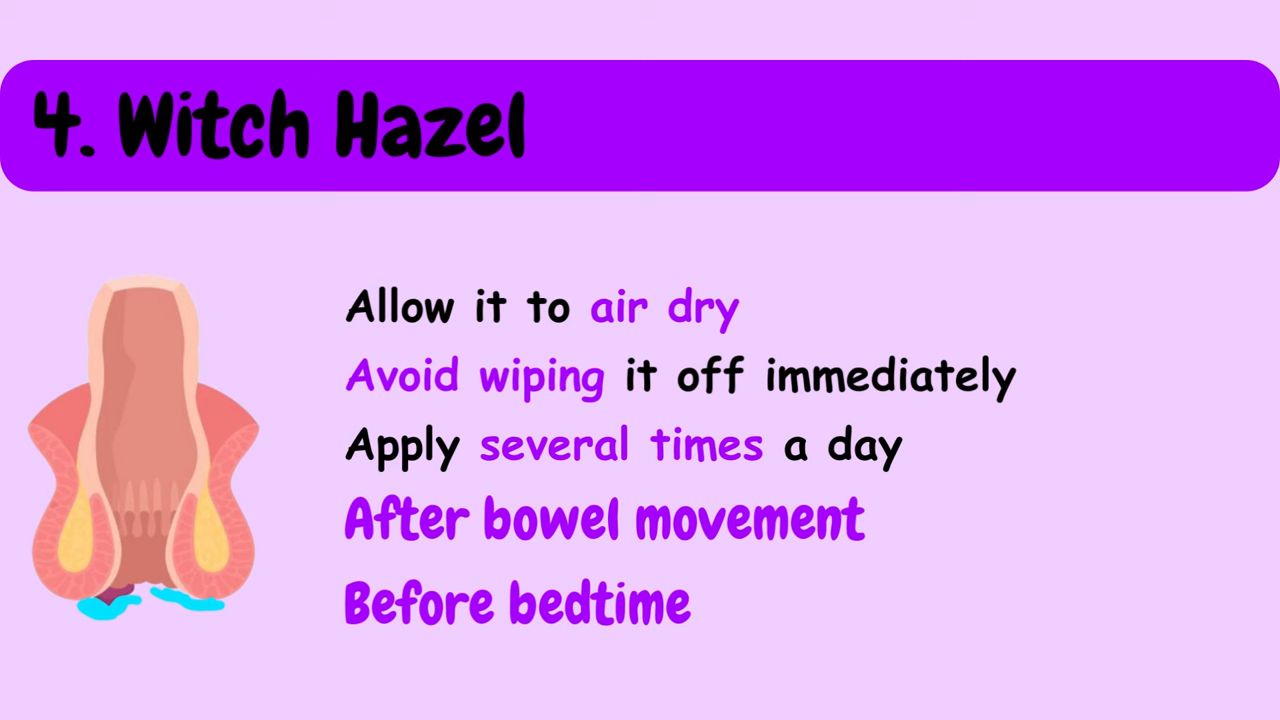 4. Witch Hazel
Allow it to air dry
Avoid wiping it off immediately
Apply several times a day
After bowel movement
Before bedtime